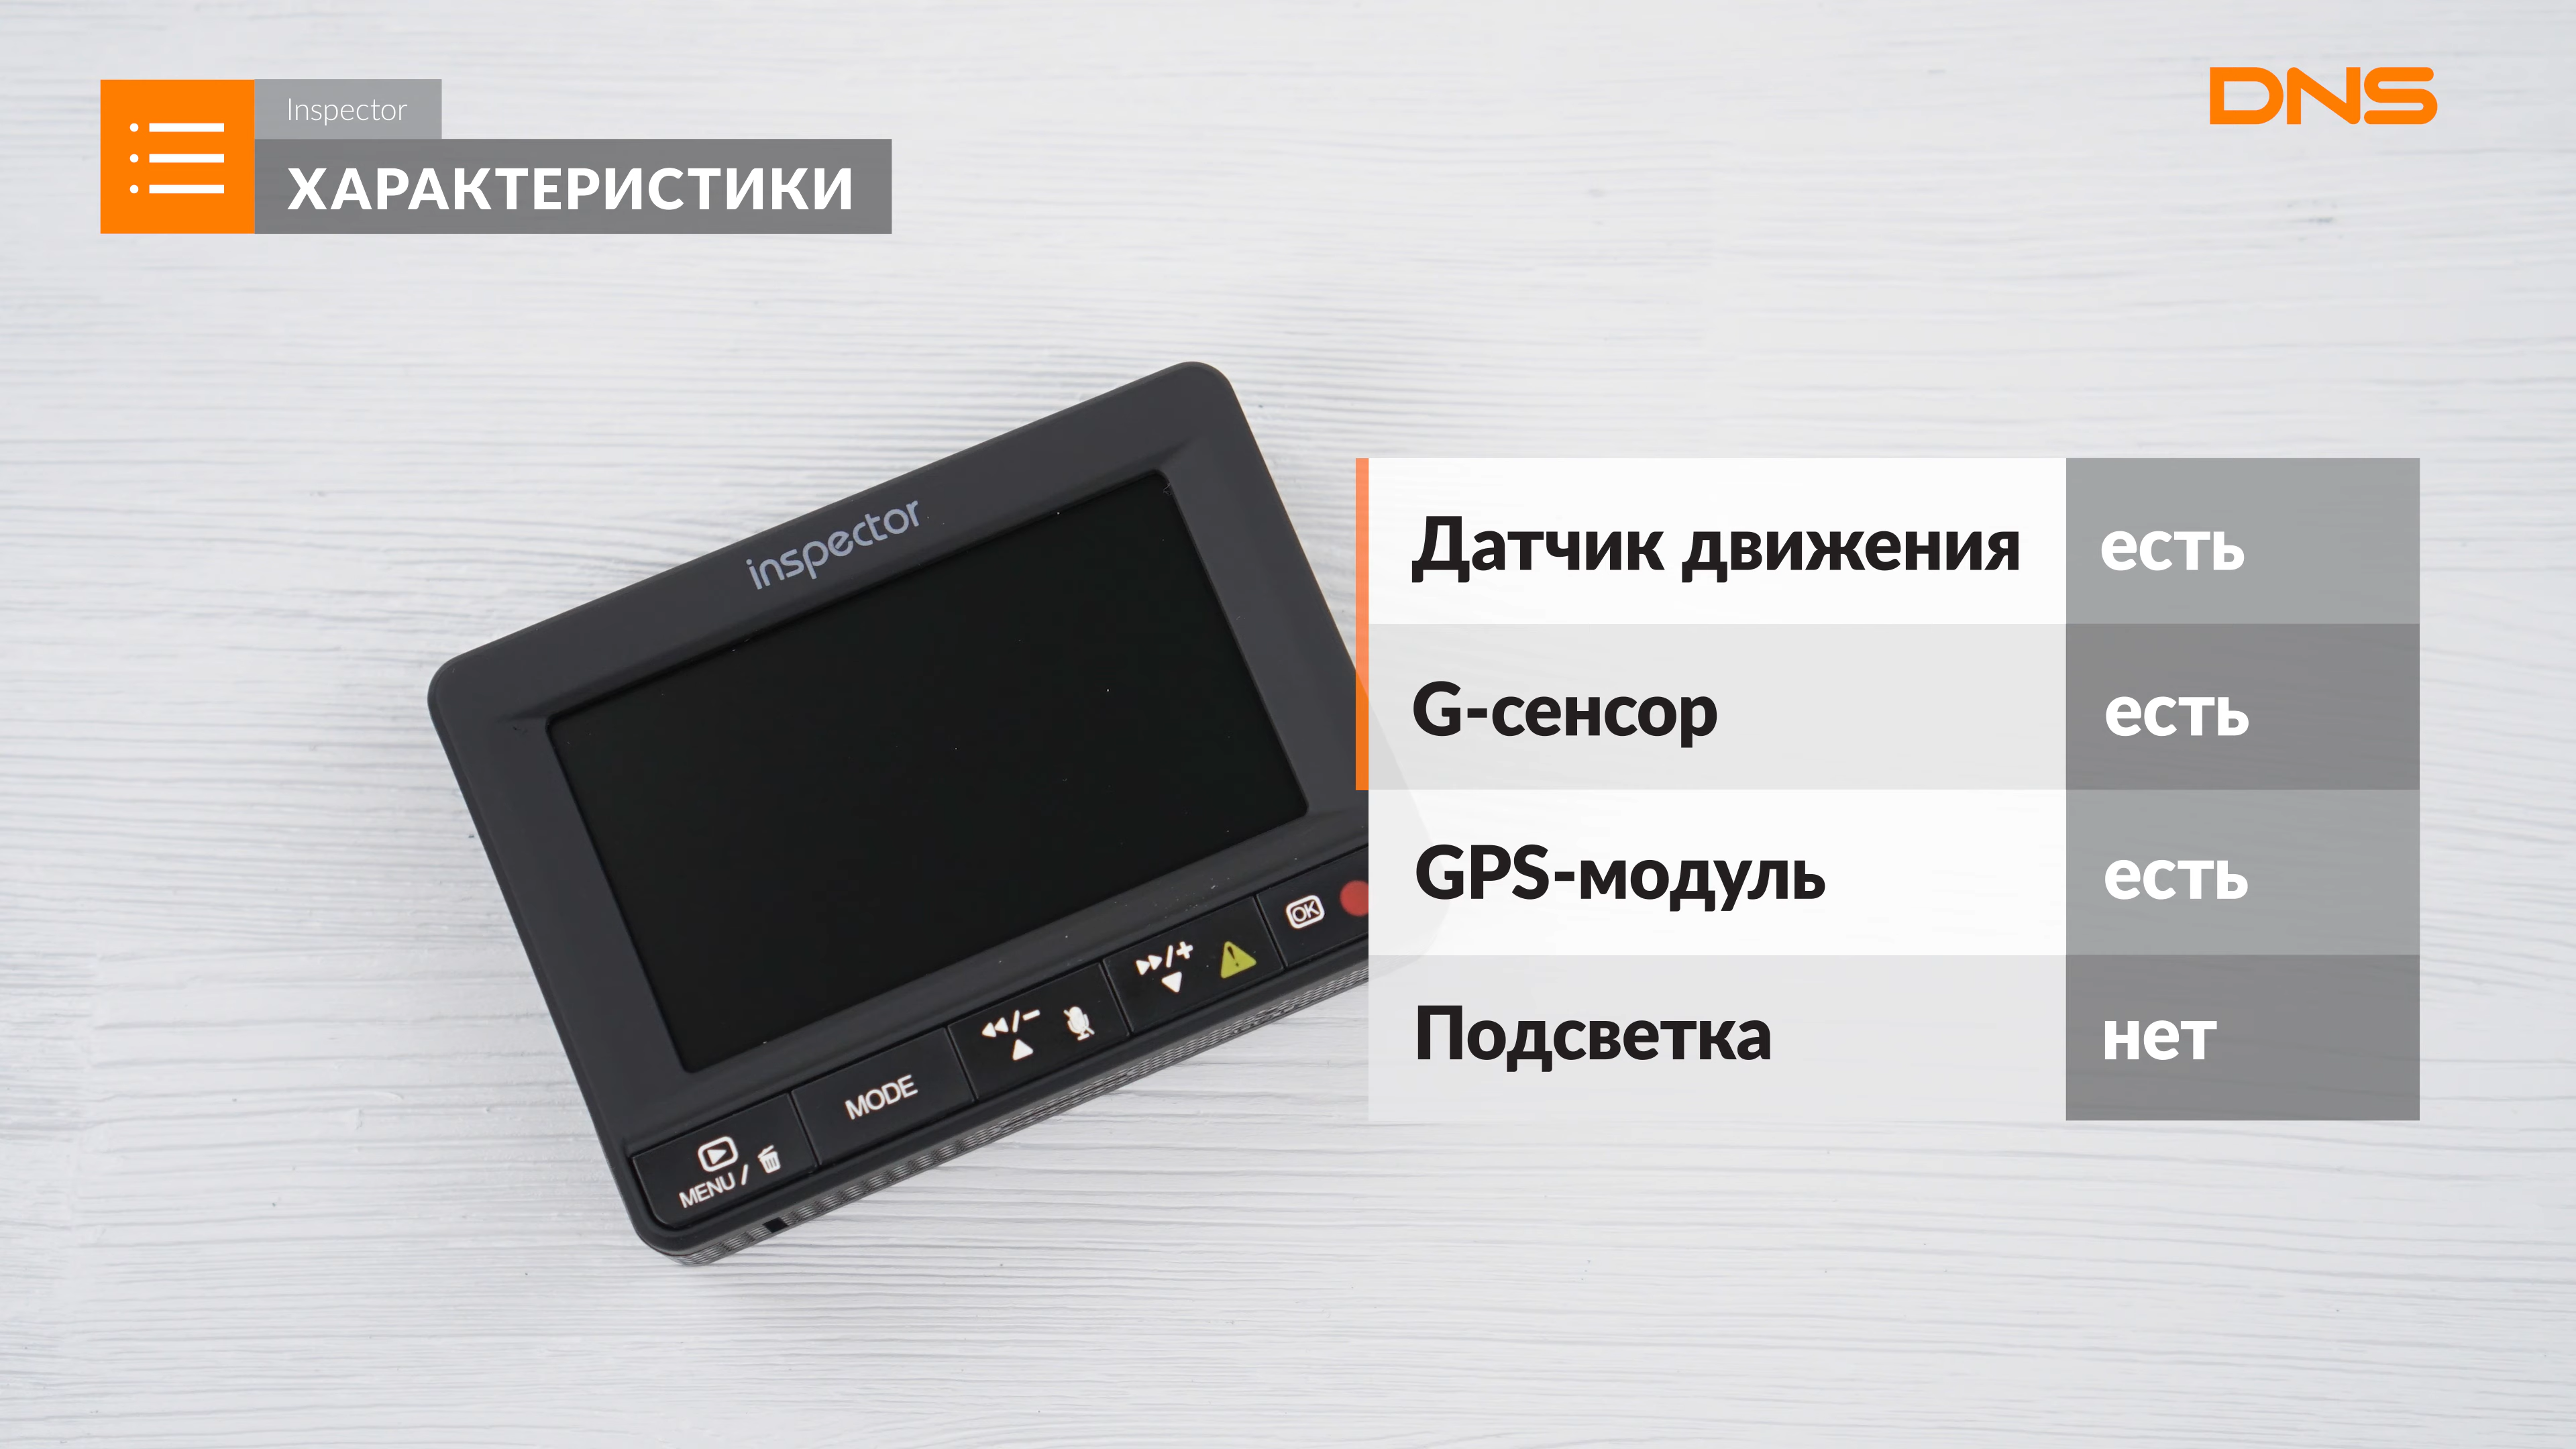 Inspector
ХАРАКТЕРИСТИКИ
DNS
inspector
Датчик движения есть
G-сенсор есть
GPS-модуль есть
Подсветка нет
MENU /
MODE
◀◀/−
▶▶/+
OK